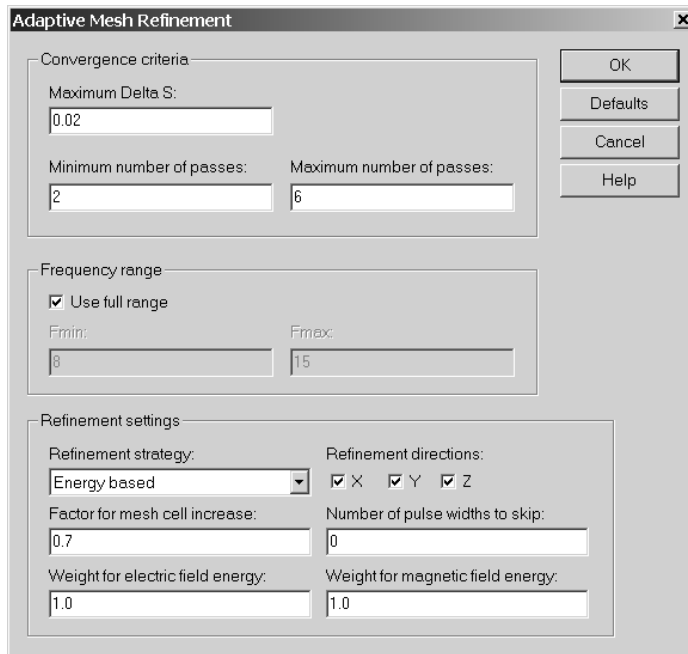 Adaptive Mesh Refinement
Convergence criteria
Maximum Delta S:
0.02
Minimum number of passes:
Maximum number of passes:
2
6
OK
Defaults
Cancel
Help
Frequency range
Use full range
Fmin:
Fmax:
8
15
Refinement settings
Refinement strategy:
Refinement directions:
Energy based
X Y Z
Factor for mesh cell increase:
Number of pulse widths to skip:
0.7
0
Weight for electric field energy:
Weight for magnetic field energy:
1.0
1.0